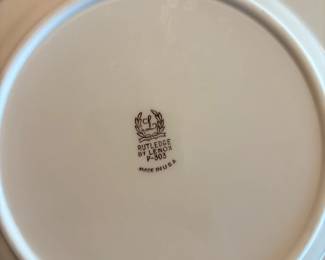 L
RUTLEDGE
BY LENOX
P-303
MADE IN U.S.A.